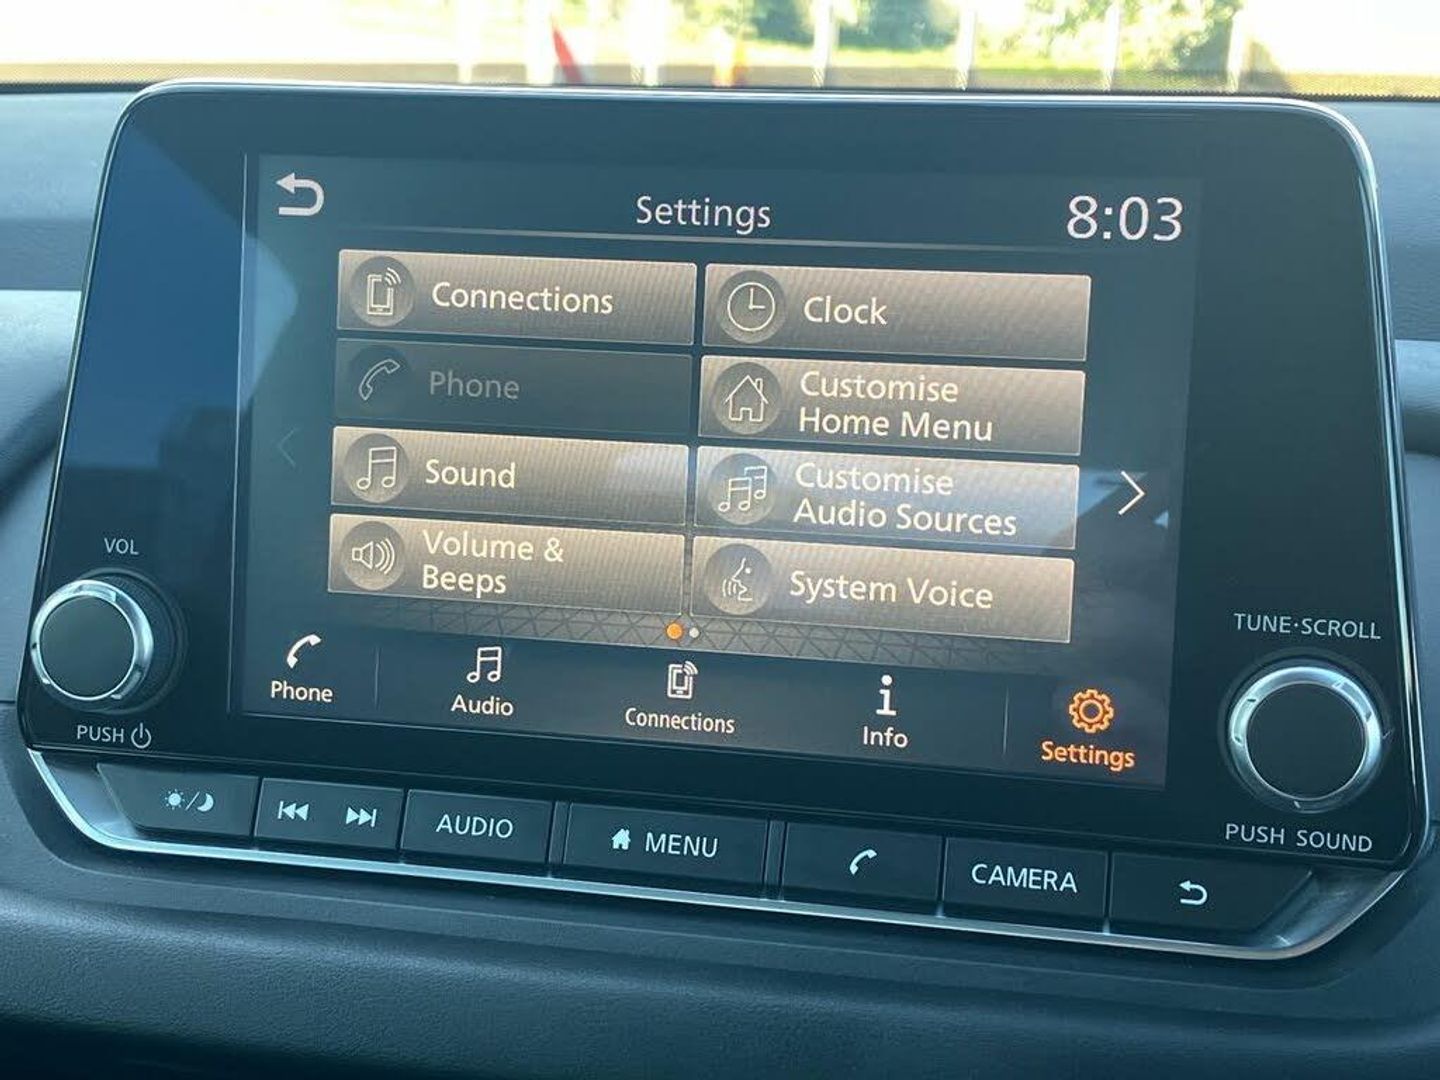 Settings
8:03
Connections
Clock
Phone
Customise
Home Menu
Sound
Customise
Audio Sources
Volume &
Beeps
System Voice
Phone
Audio
Connections
Info
Settings
VOL
PUSH
TUNE·SCROLL
PUSH SOUND
AUDIO
MENU
CAMERA